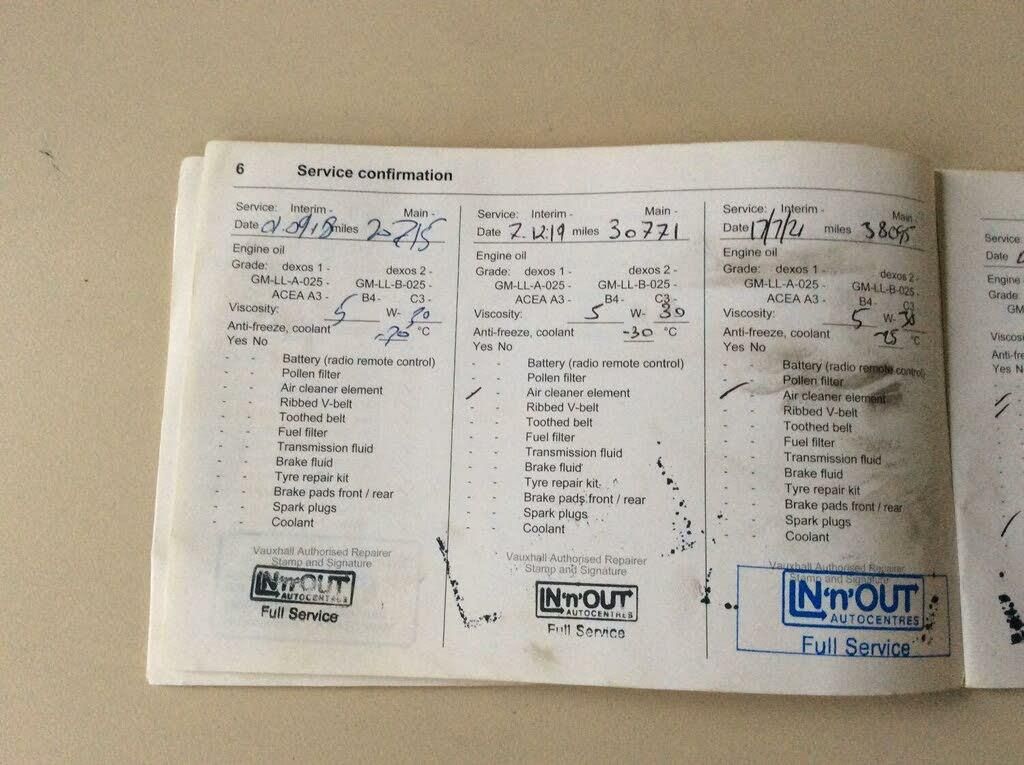 6 Service confirmation
Service: Interim - Main -
Date 01.09.18 miles 20715
Engine oil
Grade: dexos 1 - dexos 2 -
GM-LL-A-025 - GM-LL-B-025 -
ACEA A3 - B4 - C3 -
Viscosity: 5 W-
Anti-freeze, coolant °C
Yes No
- - Battery (radio remote control)
- - Pollen filter
- - Air cleaner element
- - Ribbed V-belt
- - Toothed belt
- - Fuel filter
- - Transmission fluid
- - Brake fluid
- - Tyre repair kit
- - Brake pads front / rear
- - Spark plugs
- - Coolant
Vauxhall Authorised Repairer
Stamp and Signature
IN'n'OUT
AUTOCENTRES
Full Service
Service: Interim - Main -
Date 7.12.19 miles 30771
Engine oil
Grade: dexos 1 - dexos 2 -
GM-LL-A-025 - GM-LL-B-025 -
ACEA A3 - B4 - C3 -
Viscosity: 5 W- 30
Anti-freeze, coolant -30 °C
Yes No
- - Battery (radio remote control)
- - Pollen filter
- Air cleaner element
- - Ribbed V-belt
- - Toothed belt
- - Fuel filter
- - Transmission fluid
- - Brake fluid
- - Tyre repair kit
- - Brake pads front / rear
- - Spark plugs
- - Coolant
Vauxhall Authorised Repairer
Stamp and Signature
IN'n'OUT
AUTOCENTRES
Full Service
Service: Interim - Main -
Date 17/7/21 miles 38095
Engine oil
Grade: dexos 1 - dexos 2 -
GM-LL-A-025 - GM-LL-B-025 -
ACEA A3 - B4 - C3
Viscosity: 5 W- 30
Anti-freeze, coolant °C
Yes No
- - Battery (radio remote control)
- - Pollen filter
- Air cleaner element
- - Ribbed V-belt
- - Toothed belt
- - Fuel filter
- - Transmission fluid
- - Brake fluid
- - Tyre repair kit
- - Brake pads front / rear
- - Spark plugs
- - Coolant
Vauxhall Authorised Repairer
Stamp and Signature
IN'n'OUT
AUTOCENTRES
Full Service
Service:
Date
Engine
Grade:
Yes N